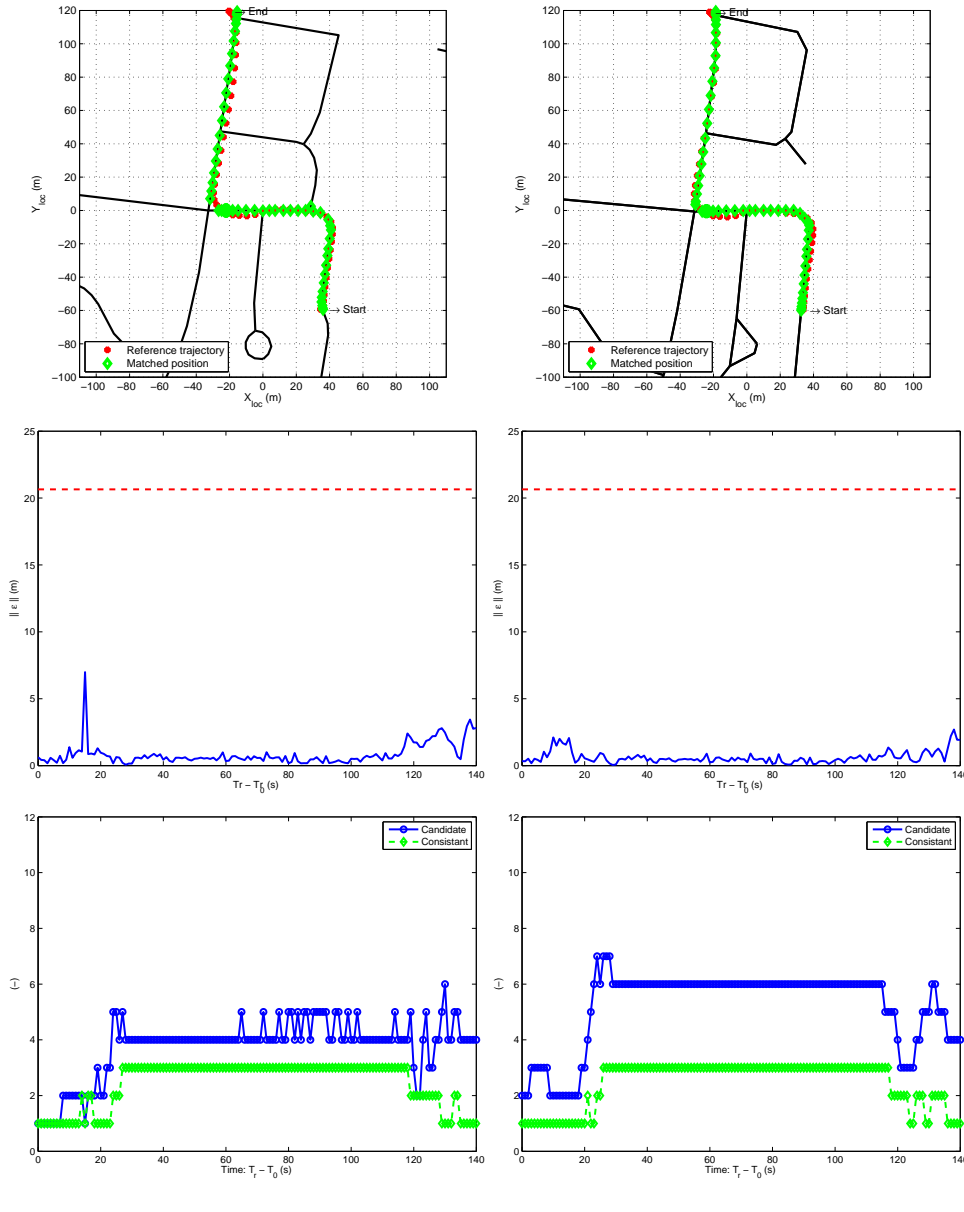 120
100
80
60
40
20
0
−20
−40
−60
−80
−100
Y_loc (m)
→ End
→ Start
Reference trajectory
Matched position
−100 −80 −60 −40 −20 0 20 40 60 80 100
X_loc (m)
120
100
80
60
40
20
0
−20
−40
−60
−80
−100
Y_loc (m)
→ End
→ Start
Reference trajectory
Matched position
−100 −80 −60 −40 −20 0 20 40 60 80 100
X_loc (m)
25
20
15
10
5
0
|| ε || (m)
0 20 40 60 80 100 120 140
Tr − T_0 (s)
25
20
15
10
5
0
|| ε || (m)
0 20 40 60 80 100 120 140
Tr − T_0 (s)
12
10
8
6
4
2
0
(−)
Candidate
Consistant
0 20 40 60 80 100 120 140
Time: T_r − T_0 (s)
12
10
8
6
4
2
0
(−)
Candidate
Consistant
0 20 40 60 80 100 120 140
Time: T_r − T_0 (s)